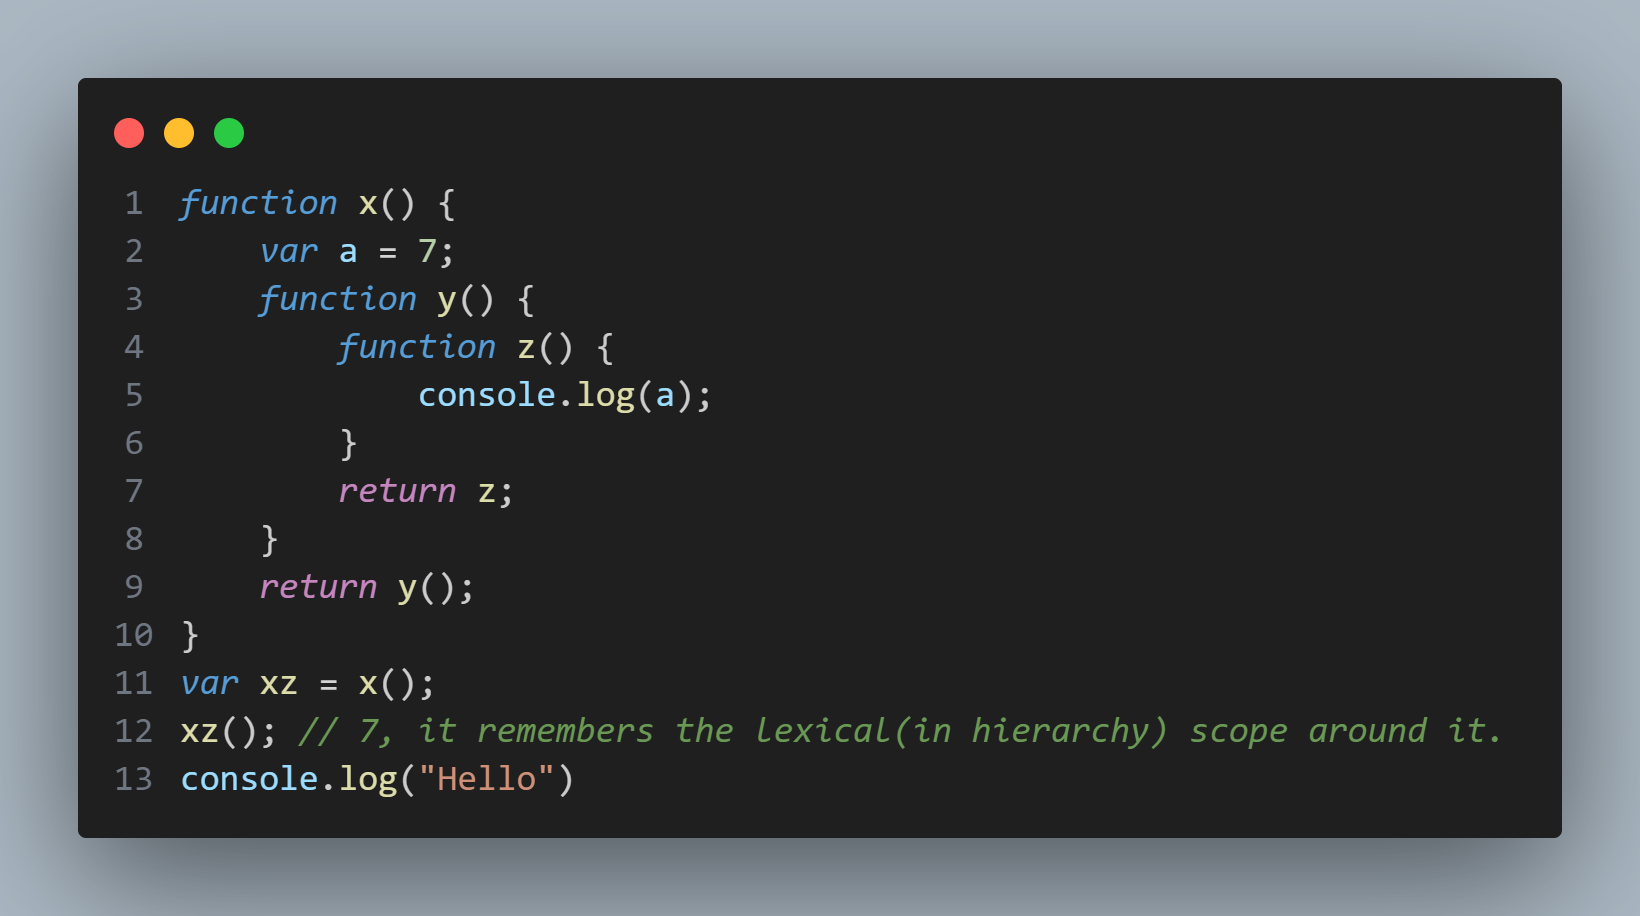 1 function x() {
2     var a = 7;
3     function y() {
4         function z() {
5             console.log(a);
6         }
7         return z;
8     }
9     return y();
10 }
11 var xz = x();
12 xz(); // 7, it remembers the lexical(in hierarchy) scope around it.
13 console.log("Hello")